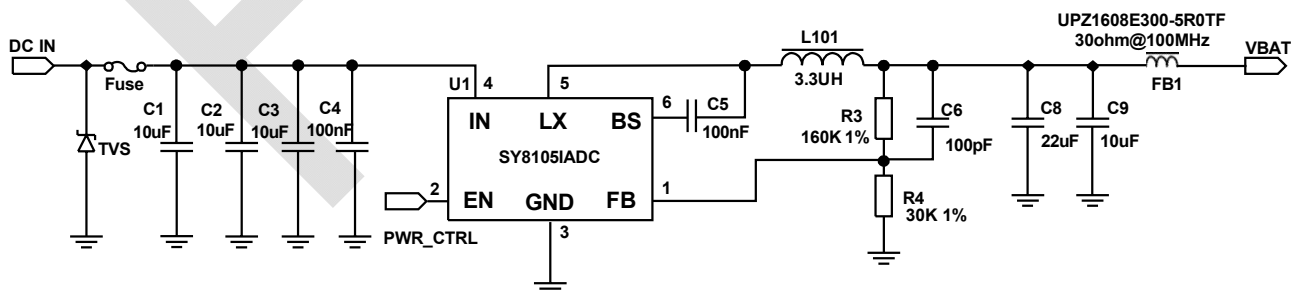 UPZ1608E300-5R0TF
30ohm@100MHz
DC IN
Fuse
TVS
C1
10uF
C2
10uF
C3
10uF
C4
100nF
U1
4
5
6
IN
LX
BS
SY8105IADC
EN
GND
FB
2
3
1
PWR_CTRL
C5
100nF
L101
3.3UH
R3
160K 1%
C6
100pF
R4
30K 1%
C8
22uF
C9
10uF
FB1
VBAT